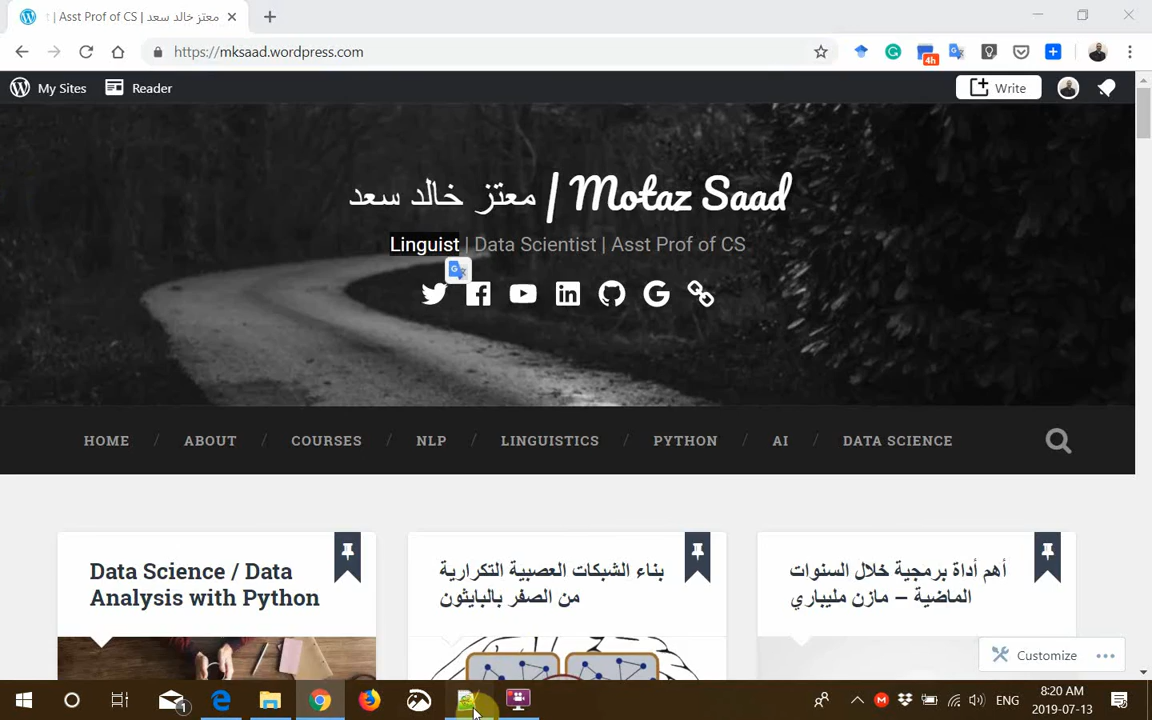 | Asst Prof of CS | معتز خالد سعد
https://mksaad.wordpress.com
4h
My Sites
Reader
Write
معتز خالد سعد | Motaz Saad
Linguist | Data Scientist | Asst Prof of CS
HOME / ABOUT / COURSES / NLP / LINGUISTICS / PYTHON / AI / DATA SCIENCE
Data Science / Data
Analysis with Python
بناء الشبكات العصبية التكرارية
من الصفر بالبايثون
أهم أداة برمجية خلال السنوات
الماضية – مازن مليباري
Customize
1
ENG
8:20 AM
2019-07-13